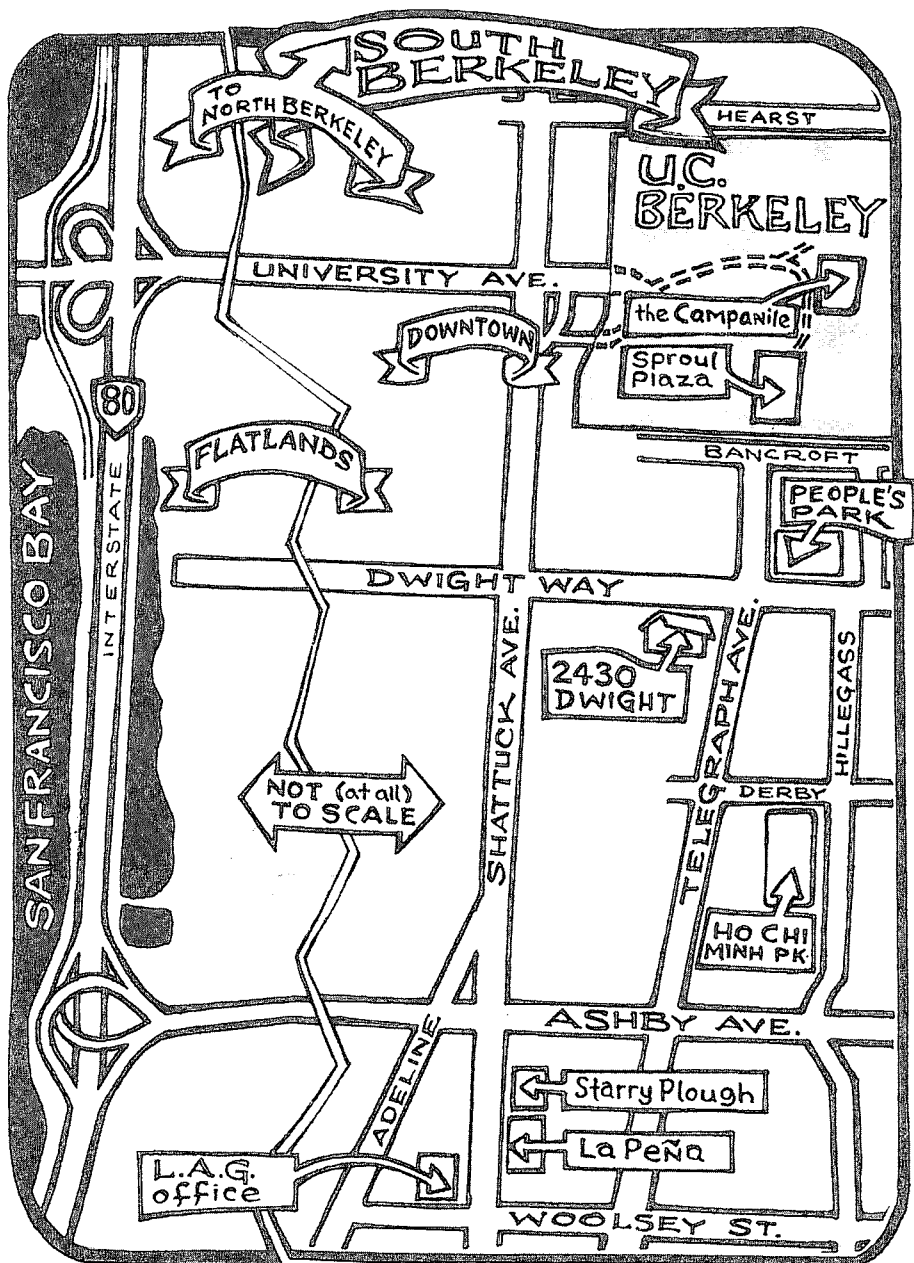 SOUTH
BERKELEY
TO
NORTH BERKELEY
HEARST
U.C.
BERKELEY
UNIVERSITY AVE.
the Campanile
DOWNTOWN
Sproul
Plaza
80
INTERSTATE
FLATLANDS
BANCROFT
PEOPLE'S
PARK
SAN FRANCISCO BAY
DWIGHT WAY
2430
DWIGHT
SHATTUCK AVE.
TELEGRAPH AVE.
HILLEGASS
NOT (at all)
TO SCALE
DERBY
HO CHI
MINH PK.
ASHBY AVE.
ADELINE
Starry Plough
La Peña
L.A.G.
office
WOOLSEY ST.